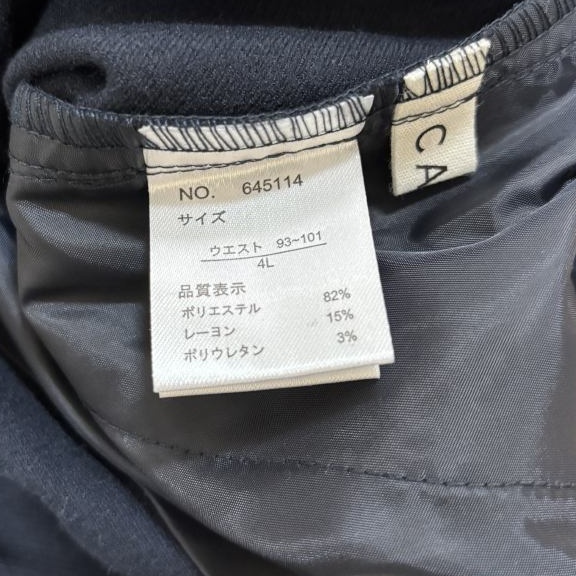 NO. 645114
サイズ
ウエスト 93~101
4L
品質表示
ポリエステル 82%
レーヨン 15%
ポリウレタン 3%
CA